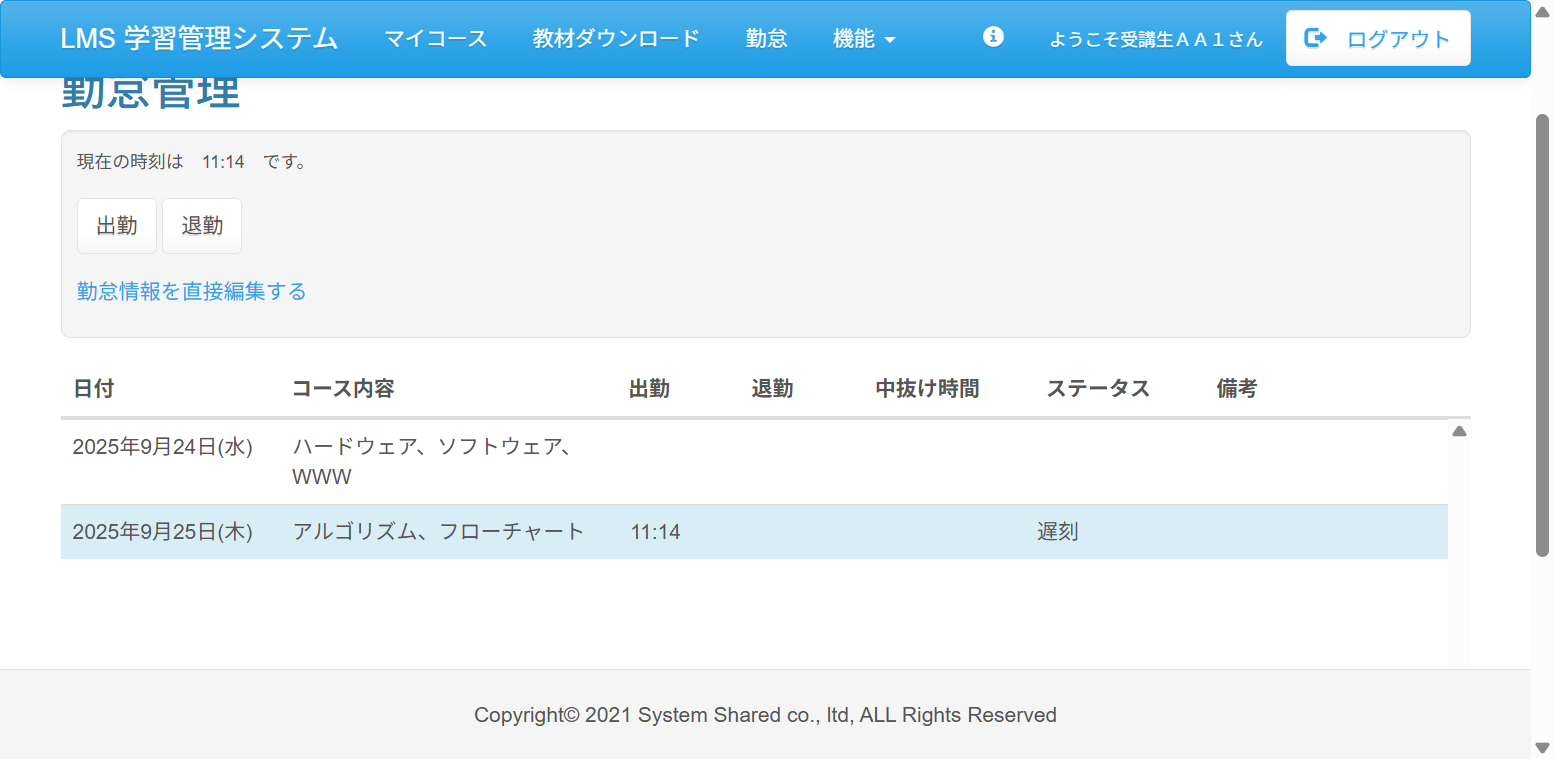 LMS 学習管理システム マイコース 教材ダウンロード 勤怠 機能 ようこそ受講生ＡＡ１さん ログアウト
勤怠管理
現在の時刻は　11:14　です。
出勤 退勤
勤怠情報を直接編集する
日付 コース内容 出勤 退勤 中抜け時間 ステータス 備考
2025年9月24日(水) ハードウェア、ソフトウェア、
WWW
2025年9月25日(木) アルゴリズム、フローチャート 11:14 遅刻
Copyright© 2021 System Shared co., ltd, ALL Rights Reserved